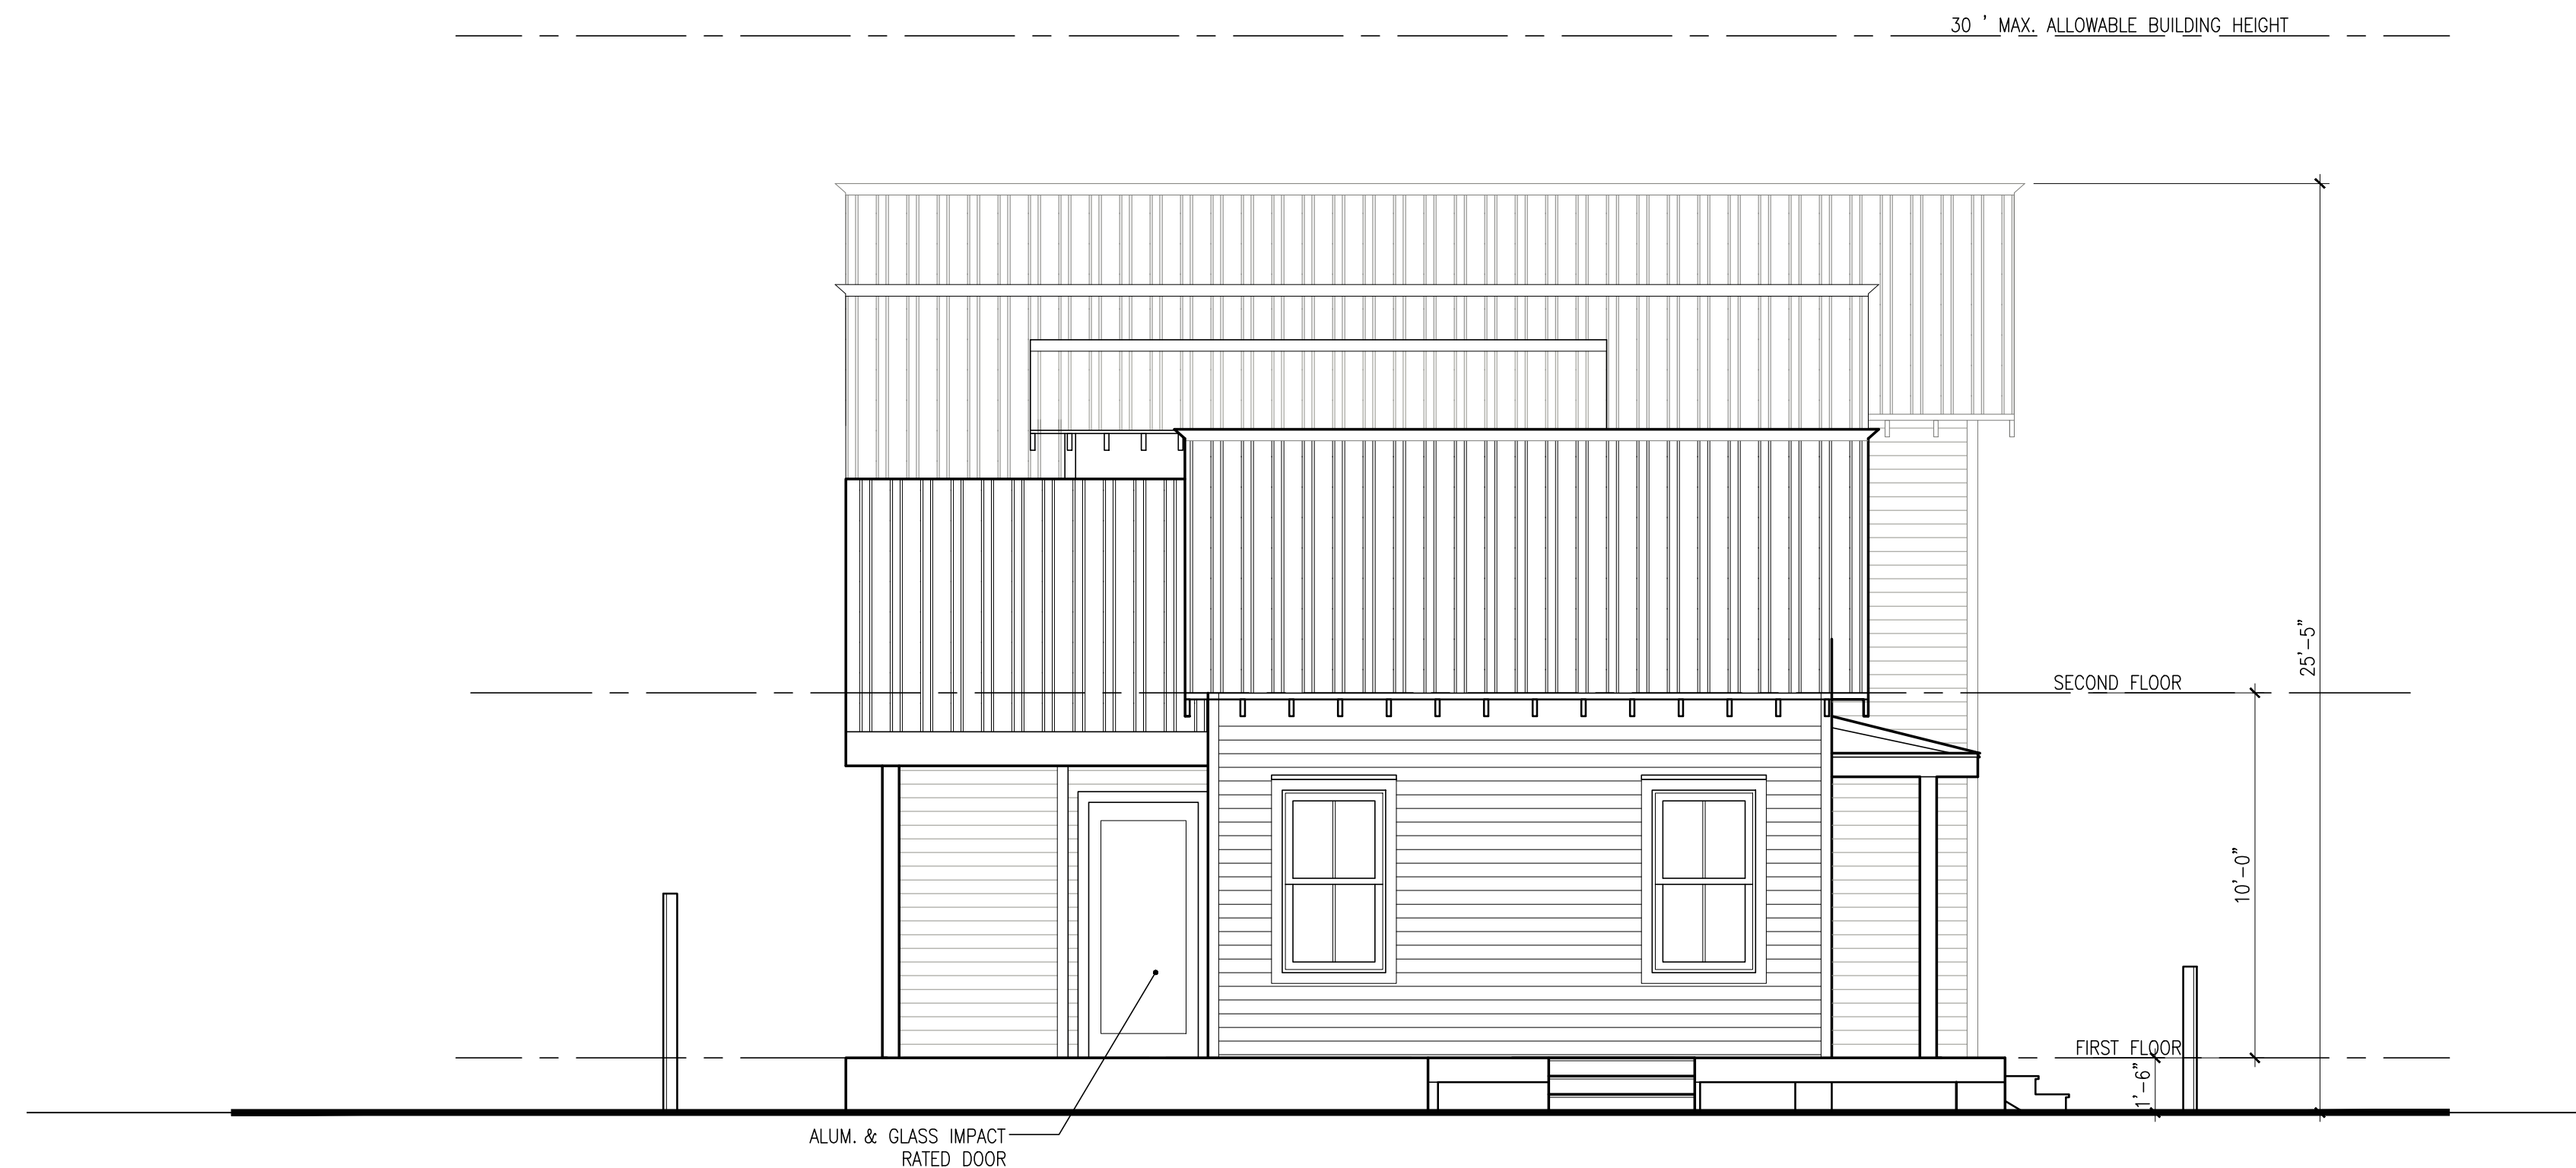 30 ' MAX. ALLOWABLE BUILDING HEIGHT
25'-5"
SECOND FLOOR
10'-0"
FIRST FLOOR
1'-6"
ALUM. & GLASS IMPACT
RATED DOOR